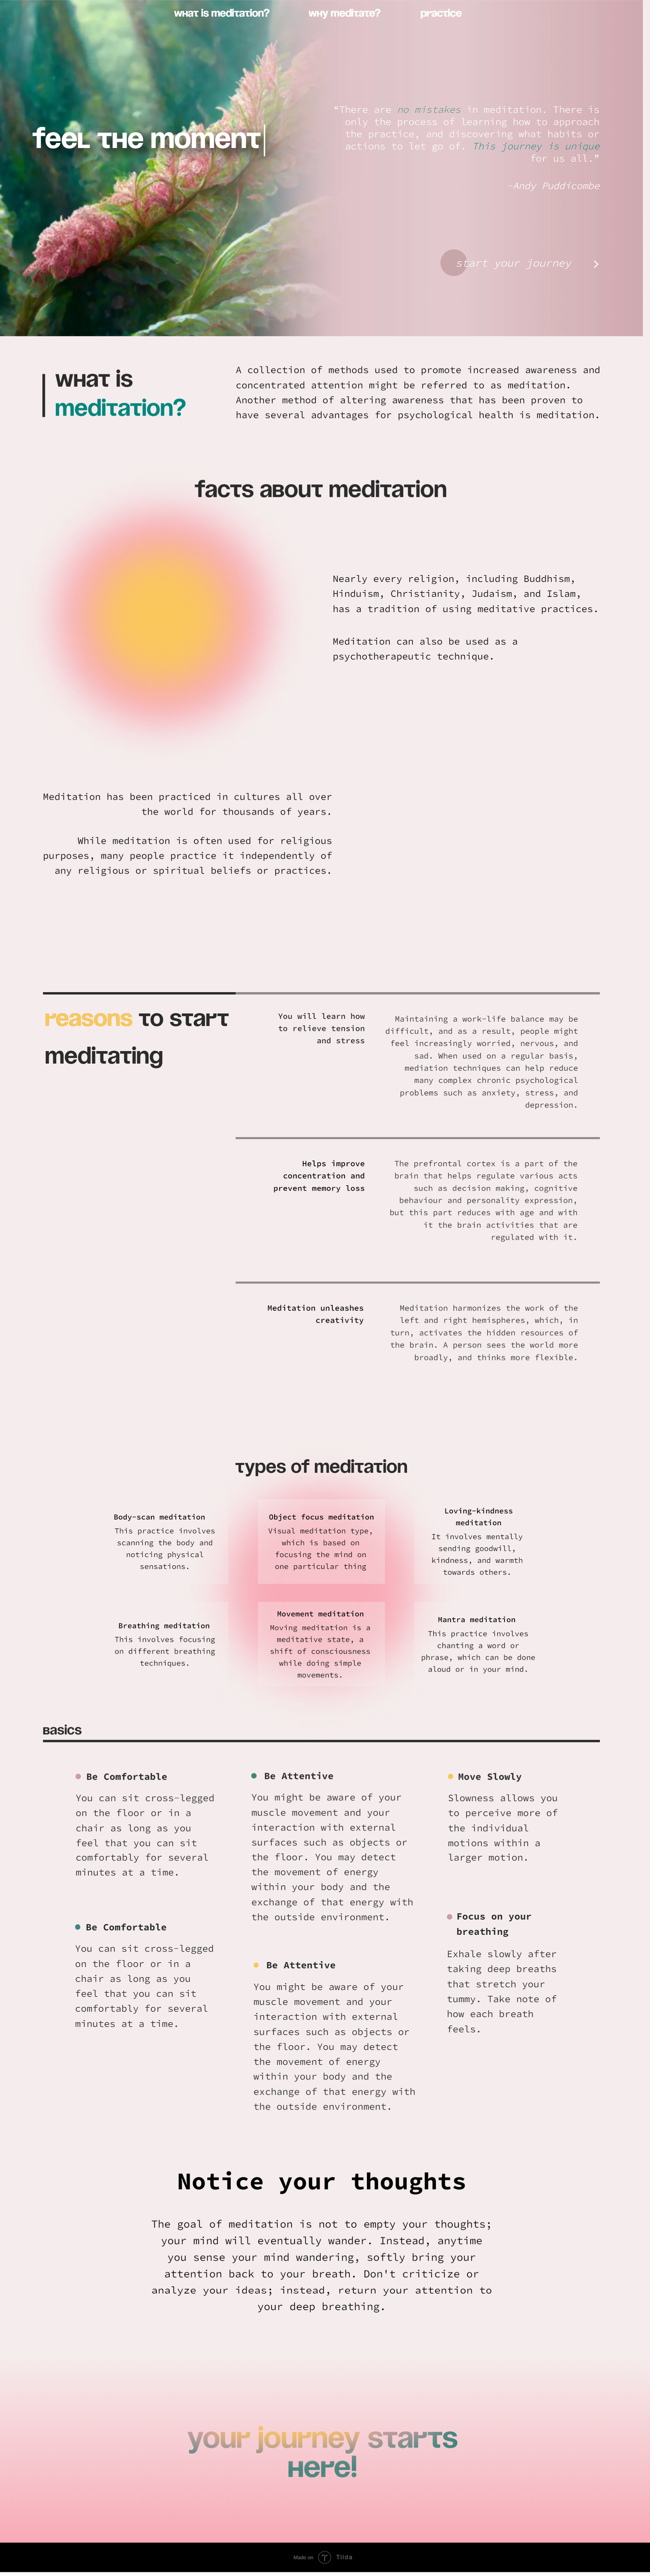 what is meditation?
why meditate?
practice
feel the moment
“There are no mistakes in meditation. There is
only the process of learning how to approach
the practice, and discovering what habits or
actions to let go of. This journey is unique
for us all.”
-Andy Puddicombe
start your journey
what is
meditation?
A collection of methods used to promote increased awareness and
concentrated attention might be referred to as meditation.
Another method of altering awareness that has been proven to
have several advantages for psychological health is meditation.
facts about meditation
Nearly every religion, including Buddhism,
Hinduism, Christianity, Judaism, and Islam,
has a tradition of using meditative practices.
Meditation can also be used as a
psychotherapeutic technique.
Meditation has been practiced in cultures all over
the world for thousands of years.
While meditation is often used for religious
purposes, many people practice it independently of
any religious or spiritual beliefs or practices.
reasons to start
meditating
You will learn how
to relieve tension
and stress
Maintaining a work-life balance may be
difficult, and as a result, people might
feel increasingly worried, nervous, and
sad. When used on a regular basis,
mediation techniques can help reduce
many complex chronic psychological
problems such as anxiety, stress, and
depression.
Helps improve
concentration and
prevent memory loss
The prefrontal cortex is a part of the
brain that helps regulate various acts
such as decision making, cognitive
behaviour and personality expression,
but this part reduces with age and with
it the brain activities that are
regulated with it.
Meditation unleashes
creativity
Meditation harmonizes the work of the
left and right hemispheres, which, in
turn, activates the hidden resources of
the brain. A person sees the world more
broadly, and thinks more flexible.
types of meditation
Body-scan meditation
This practice involves
scanning the body and
noticing physical
sensations.
Object focus meditation
Visual meditation type,
which is based on
focusing the mind on
one particular thing
Loving-kindness
meditation
It involves mentally
sending goodwill,
kindness, and warmth
towards others.
Breathing meditation
This involves focusing
on different breathing
techniques.
Movement meditation
Moving meditation is a
meditative state, a
shift of consciousness
while doing simple
movements.
Mantra meditation
This practice involves
chanting a word or
phrase, which can be done
aloud or in your mind.
Basics
Be Comfortable
You can sit cross-legged
on the floor or in a
chair as long as you
feel that you can sit
comfortably for several
minutes at a time.
Be Attentive
You might be aware of your
muscle movement and your
interaction with external
surfaces such as objects or
the floor. You may detect
the movement of energy
within your body and the
exchange of that energy with
the outside environment.
Move Slowly
Slowness allows you
to perceive more of
the individual
motions within a
larger motion.
Be Comfortable
You can sit cross-legged
on the floor or in a
chair as long as you
feel that you can sit
comfortably for several
minutes at a time.
Be Attentive
You might be aware of your
muscle movement and your
interaction with external
surfaces such as objects or
the floor. You may detect
the movement of energy
within your body and the
exchange of that energy with
the outside environment.
Focus on your
breathing
Exhale slowly after
taking deep breaths
that stretch your
tummy. Take note of
how each breath
feels.
Notice your thoughts
The goal of meditation is not to empty your thoughts;
your mind will eventually wander. Instead, anytime
you sense your mind wandering, softly bring your
attention back to your breath. Don't criticize or
analyze your ideas; instead, return your attention to
your deep breathing.
your journey starts
here!
Made on Tilda